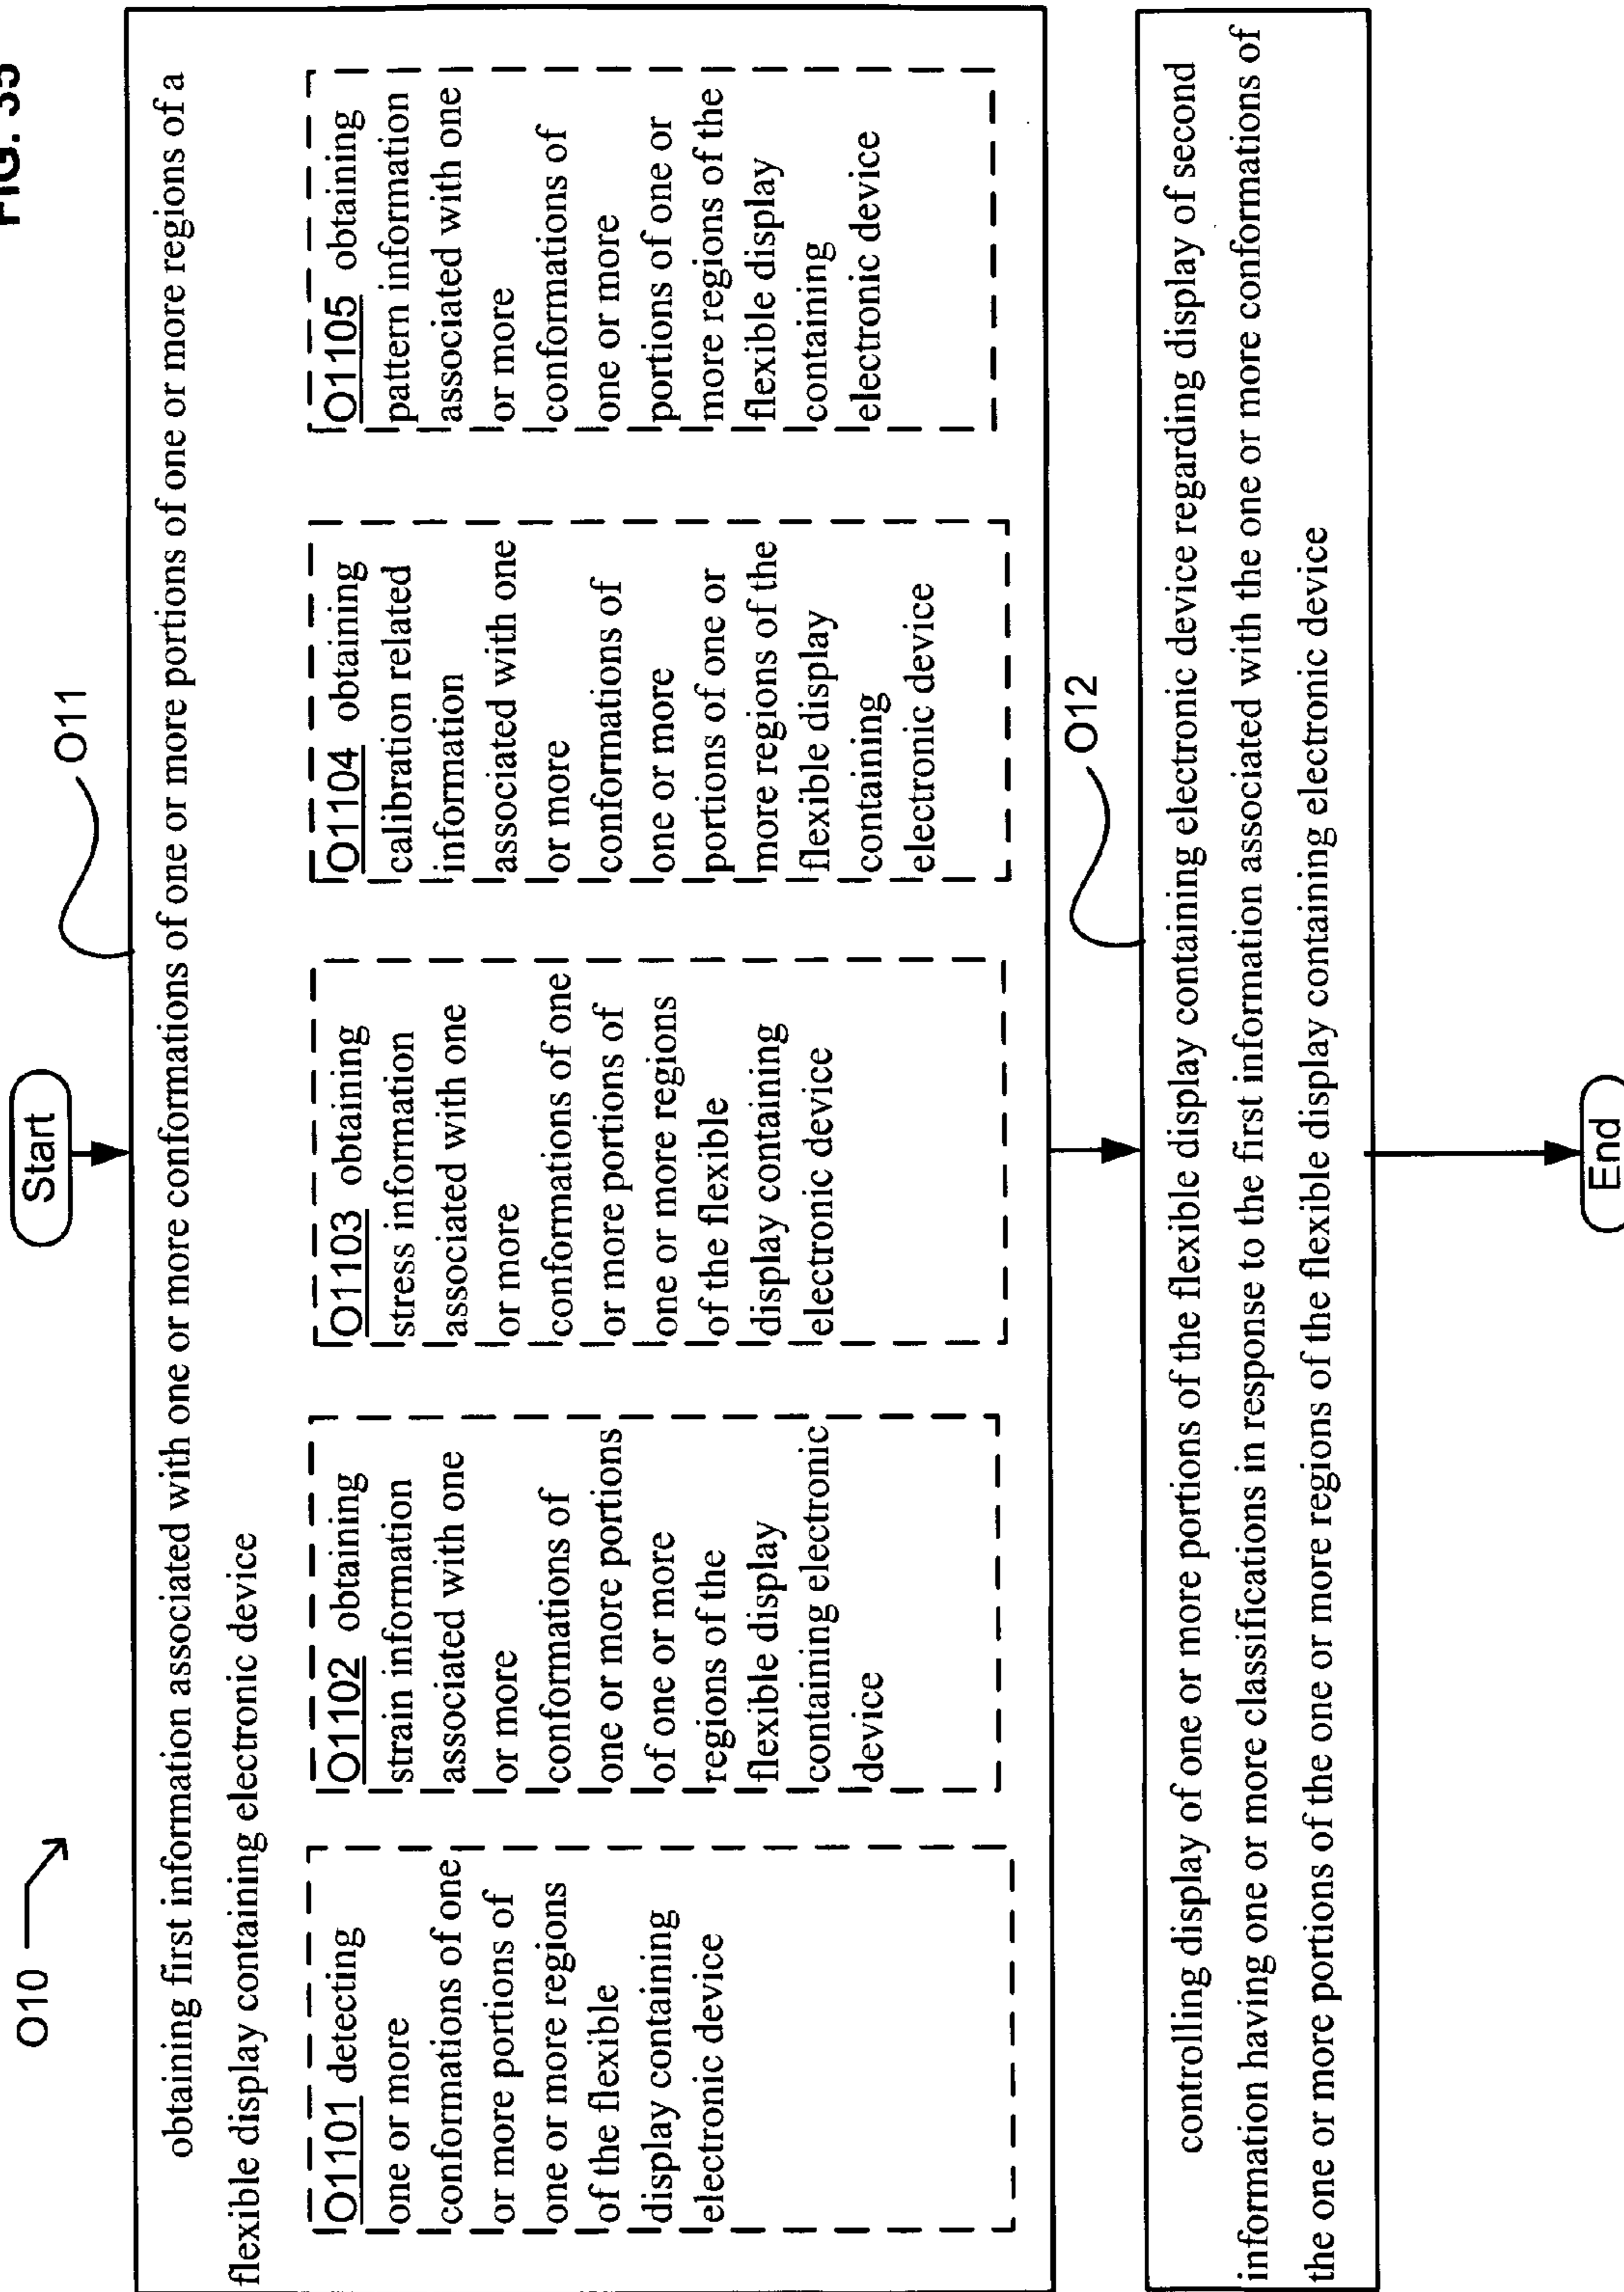 FIG. 35
O10
Start
O11
obtaining first information associated with one or more conformations of one or more portions of one or more regions of a
flexible display containing electronic device
O1101 detecting
one or more
conformations of one
or more portions of
one or more regions
of the flexible
display containing
electronic device
O1102 obtaining
strain information
associated with one
or more
conformations of
one or more portions
of one or more
regions of the
flexible display
containing electronic
device
O1103 obtaining
stress information
associated with one
or more
conformations of one
or more portions of
one or more regions
of the flexible
display containing
electronic device
O1104 obtaining
calibration related
information
associated with one
or more
conformations of
one or more
portions of one or
more regions of the
flexible display
containing
electronic device
O1105 obtaining
pattern information
associated with one
or more
conformations of
one or more
portions of one or
more regions of the
flexible display
containing
electronic device
O12
controlling display of one or more portions of the flexible display containing electronic device regarding display of second
information having one or more classifications in response to the first information associated with the one or more conformations of
the one or more portions of the one or more regions of the flexible display containing electronic device
End